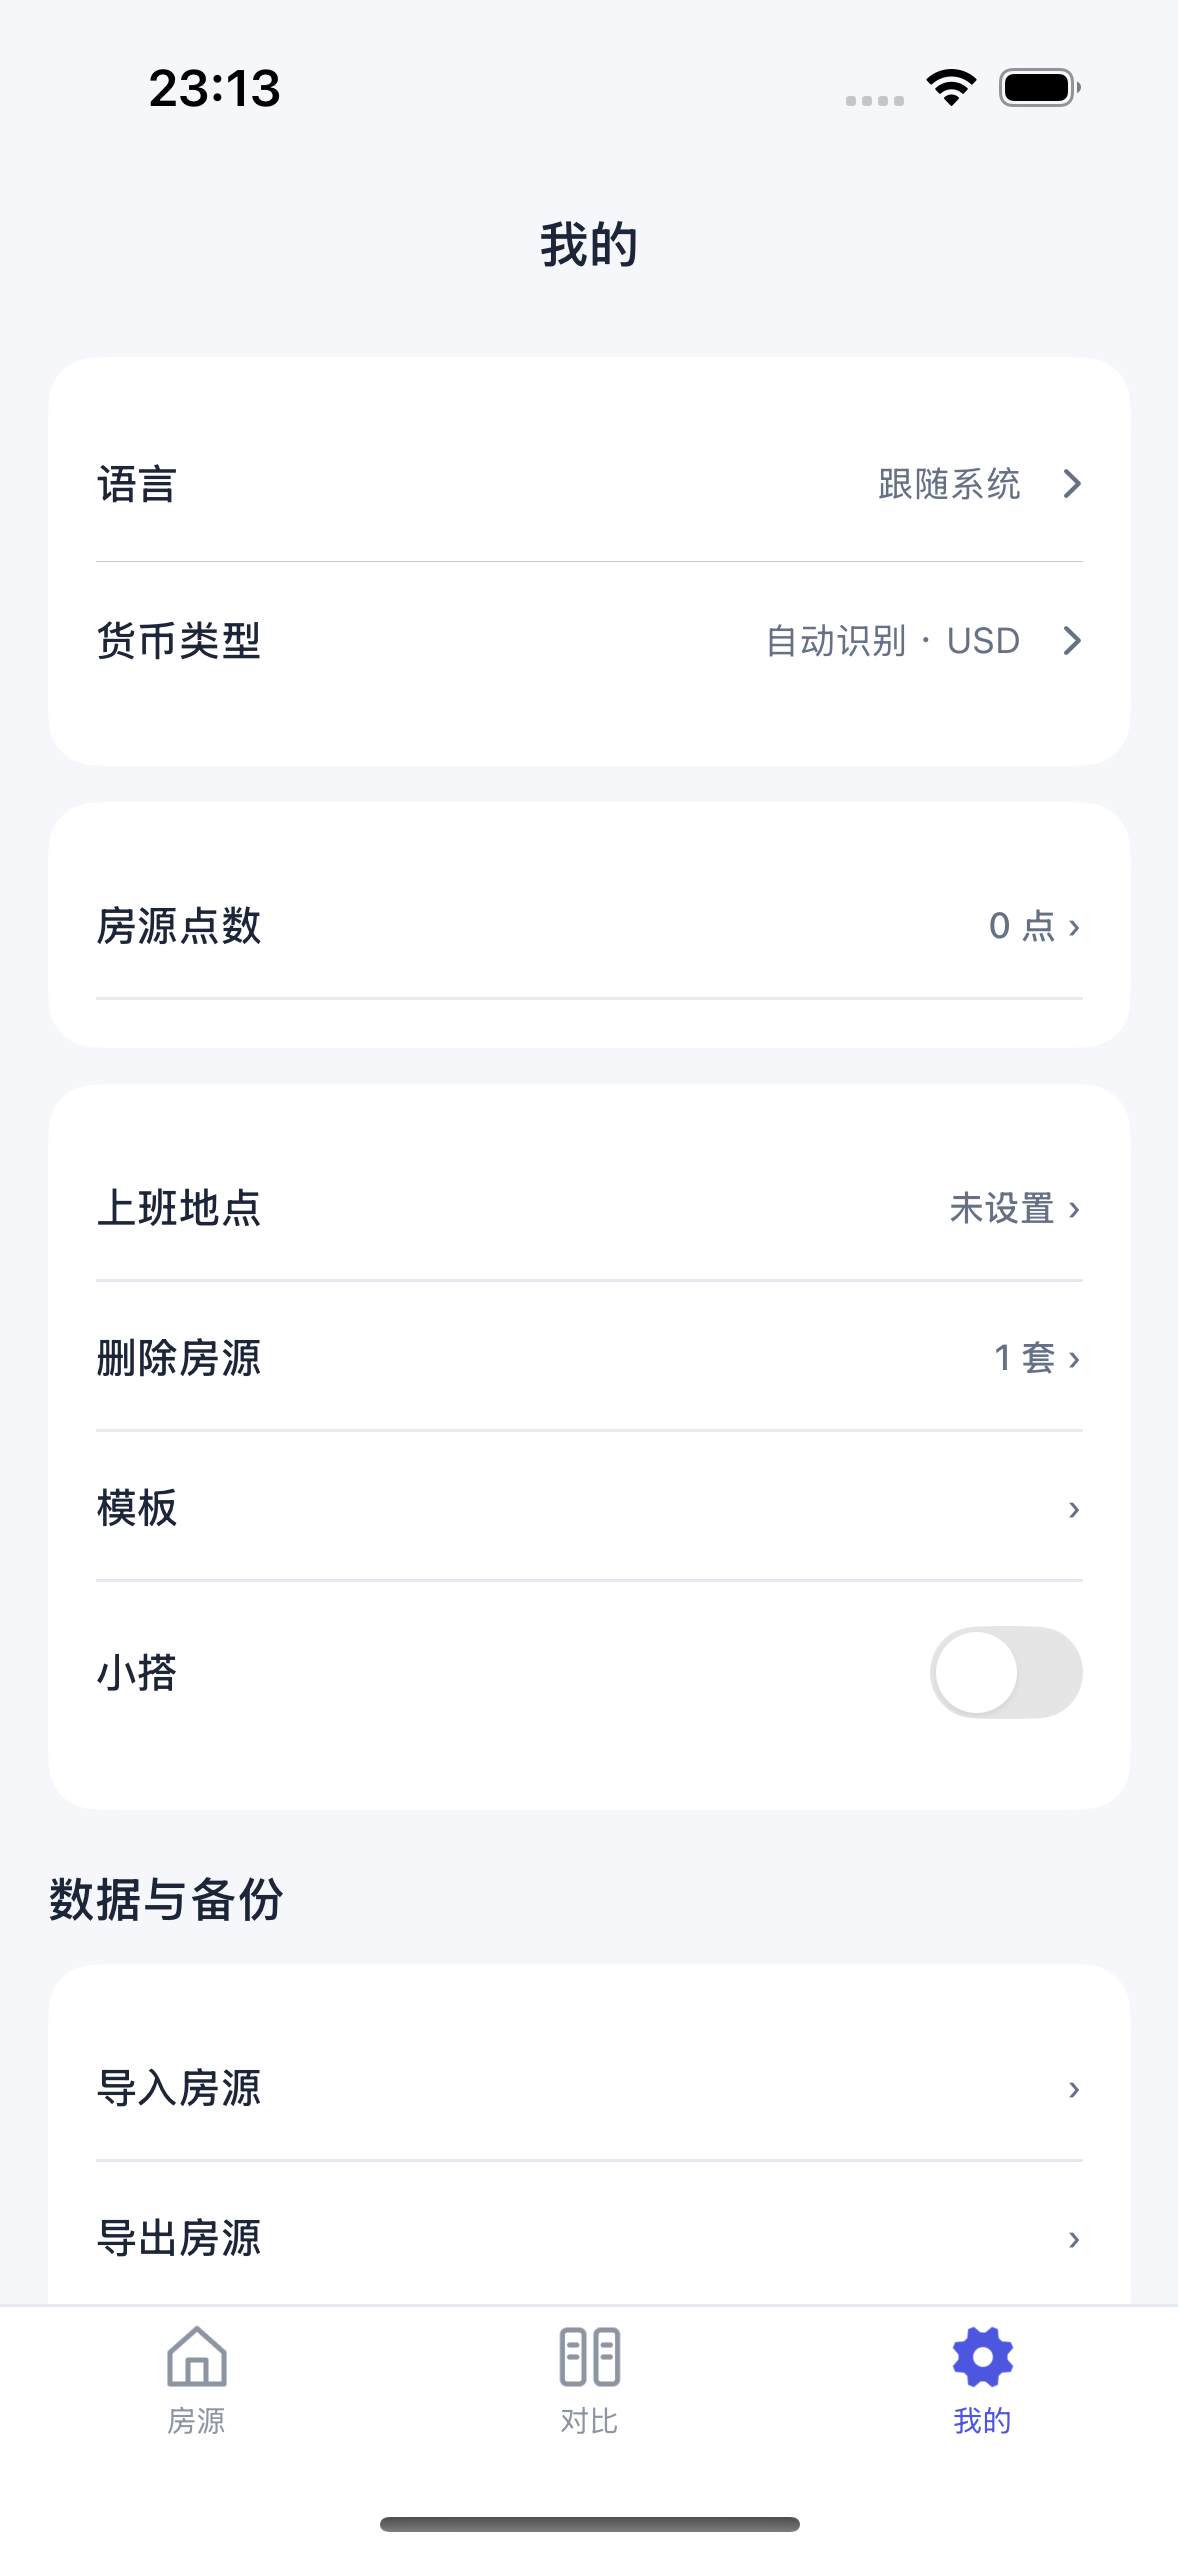 23:13
我的
语言 跟随系统
货币类型 自动识别 · USD
房源点数 0 点 ›
上班地点 未设置 ›
删除房源 1 套 ›
模板 ›
小搭
数据与备份
导入房源 ›
导出房源 ›
房源 对比 我的